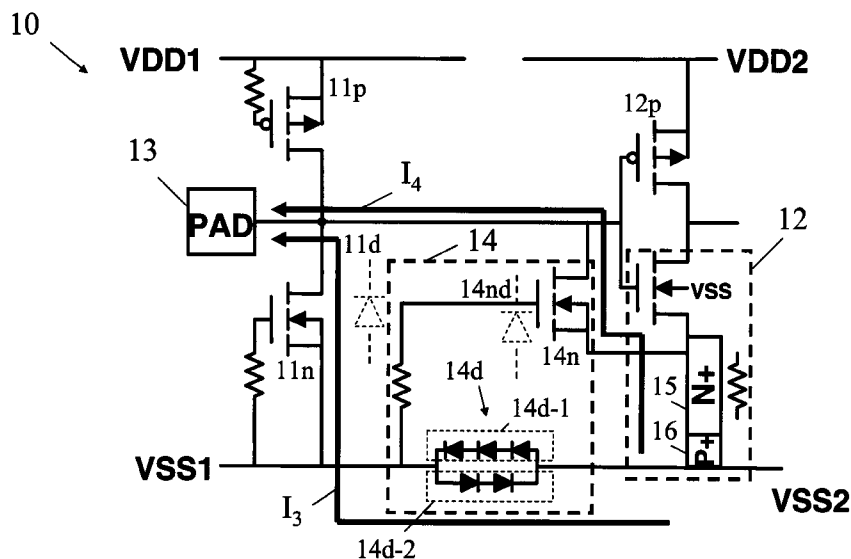 10
VDD1
VDD2
11p
12p
13
I4
PAD
11d
14
12
14nd
VSS
11n
14n
14d
15
N+
14d-1
16
P+
VSS1
VSS2
I3
14d-2